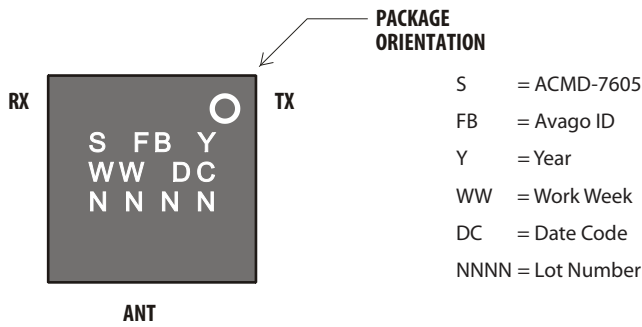 PACKAGE
ORIENTATION
RX
TX
S FB Y
WW DC
N N N N
ANT
S = ACMD-7605
FB = Avago ID
Y = Year
WW = Work Week
DC = Date Code
NNNN = Lot Number